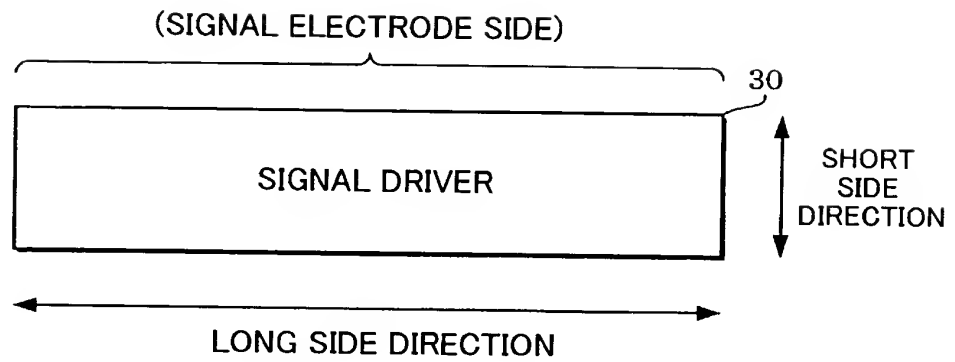 (SIGNAL ELECTRODE SIDE)
30
SIGNAL DRIVER
SHORT
SIDE
DIRECTION
LONG SIDE DIRECTION